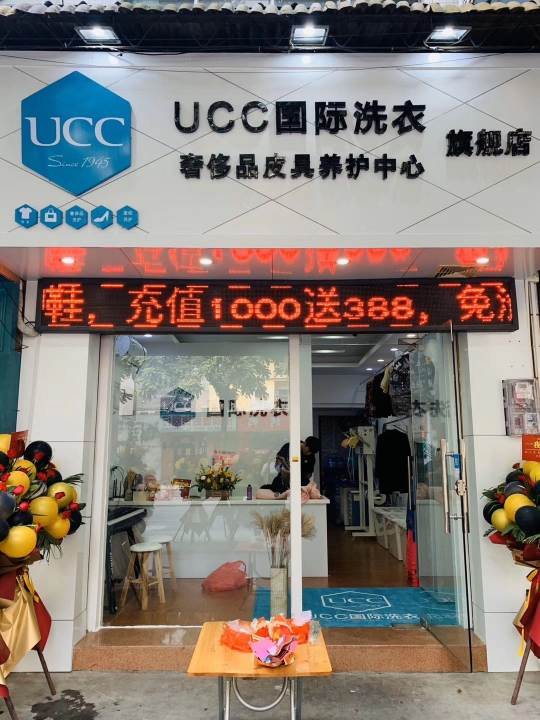 UCC
Since 1945
UCC国际洗衣
奢侈品皮具养护中心
旗舰店
鞋，充值1000送388，免洗
UCC
国际洗衣
UCC
UCC国际洗衣